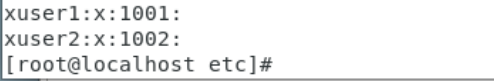 xuser1:x:1001:
xuser2:x:1002:
[root@localhost etc]#